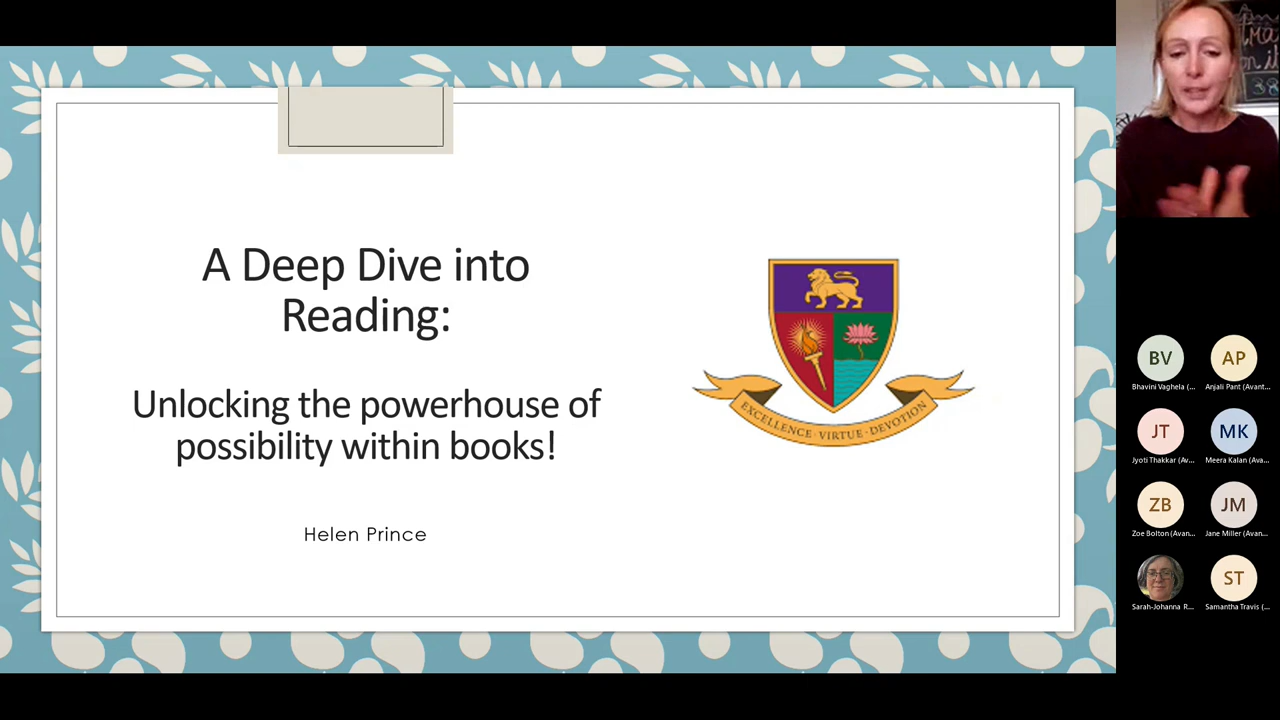 A Deep Dive into
Reading:
Unlocking the powerhouse of
possibility within books!
Helen Prince
EXCELLENCE · VIRTUE · DEVOTION
38
BV
AP
Bhavini Vaghela (...
Anjali Pant (Avant...
JT
MK
Jyoti Thakkar (Av...
Meera Kalan (Ava...
ZB
JM
Zoe Bolton (Avan...
Jane Miller (Avan...
ST
Sarah-Johanna R...
Samantha Travis (...